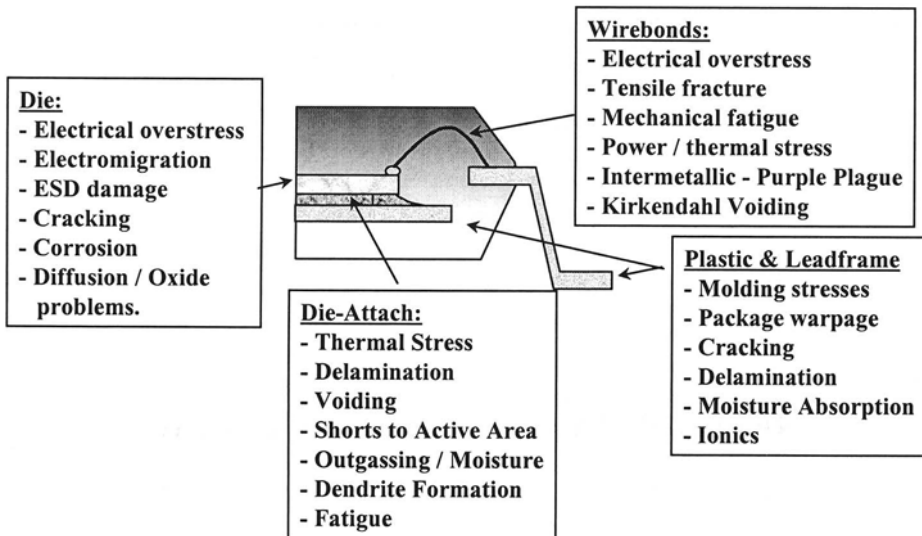 Wirebonds:
- Electrical overstress
- Tensile fracture
- Mechanical fatigue
- Power / thermal stress
- Intermetallic - Purple Plague
- Kirkendahl Voiding
Die:
- Electrical overstress
- Electromigration
- ESD damage
- Cracking
- Corrosion
- Diffusion / Oxide
problems.
Plastic & Leadframe
- Molding stresses
- Package warpage
- Cracking
- Delamination
- Moisture Absorption
- Ionics
Die-Attach:
- Thermal Stress
- Delamination
- Voiding
- Shorts to Active Area
- Outgassing / Moisture
- Dendrite Formation
- Fatigue